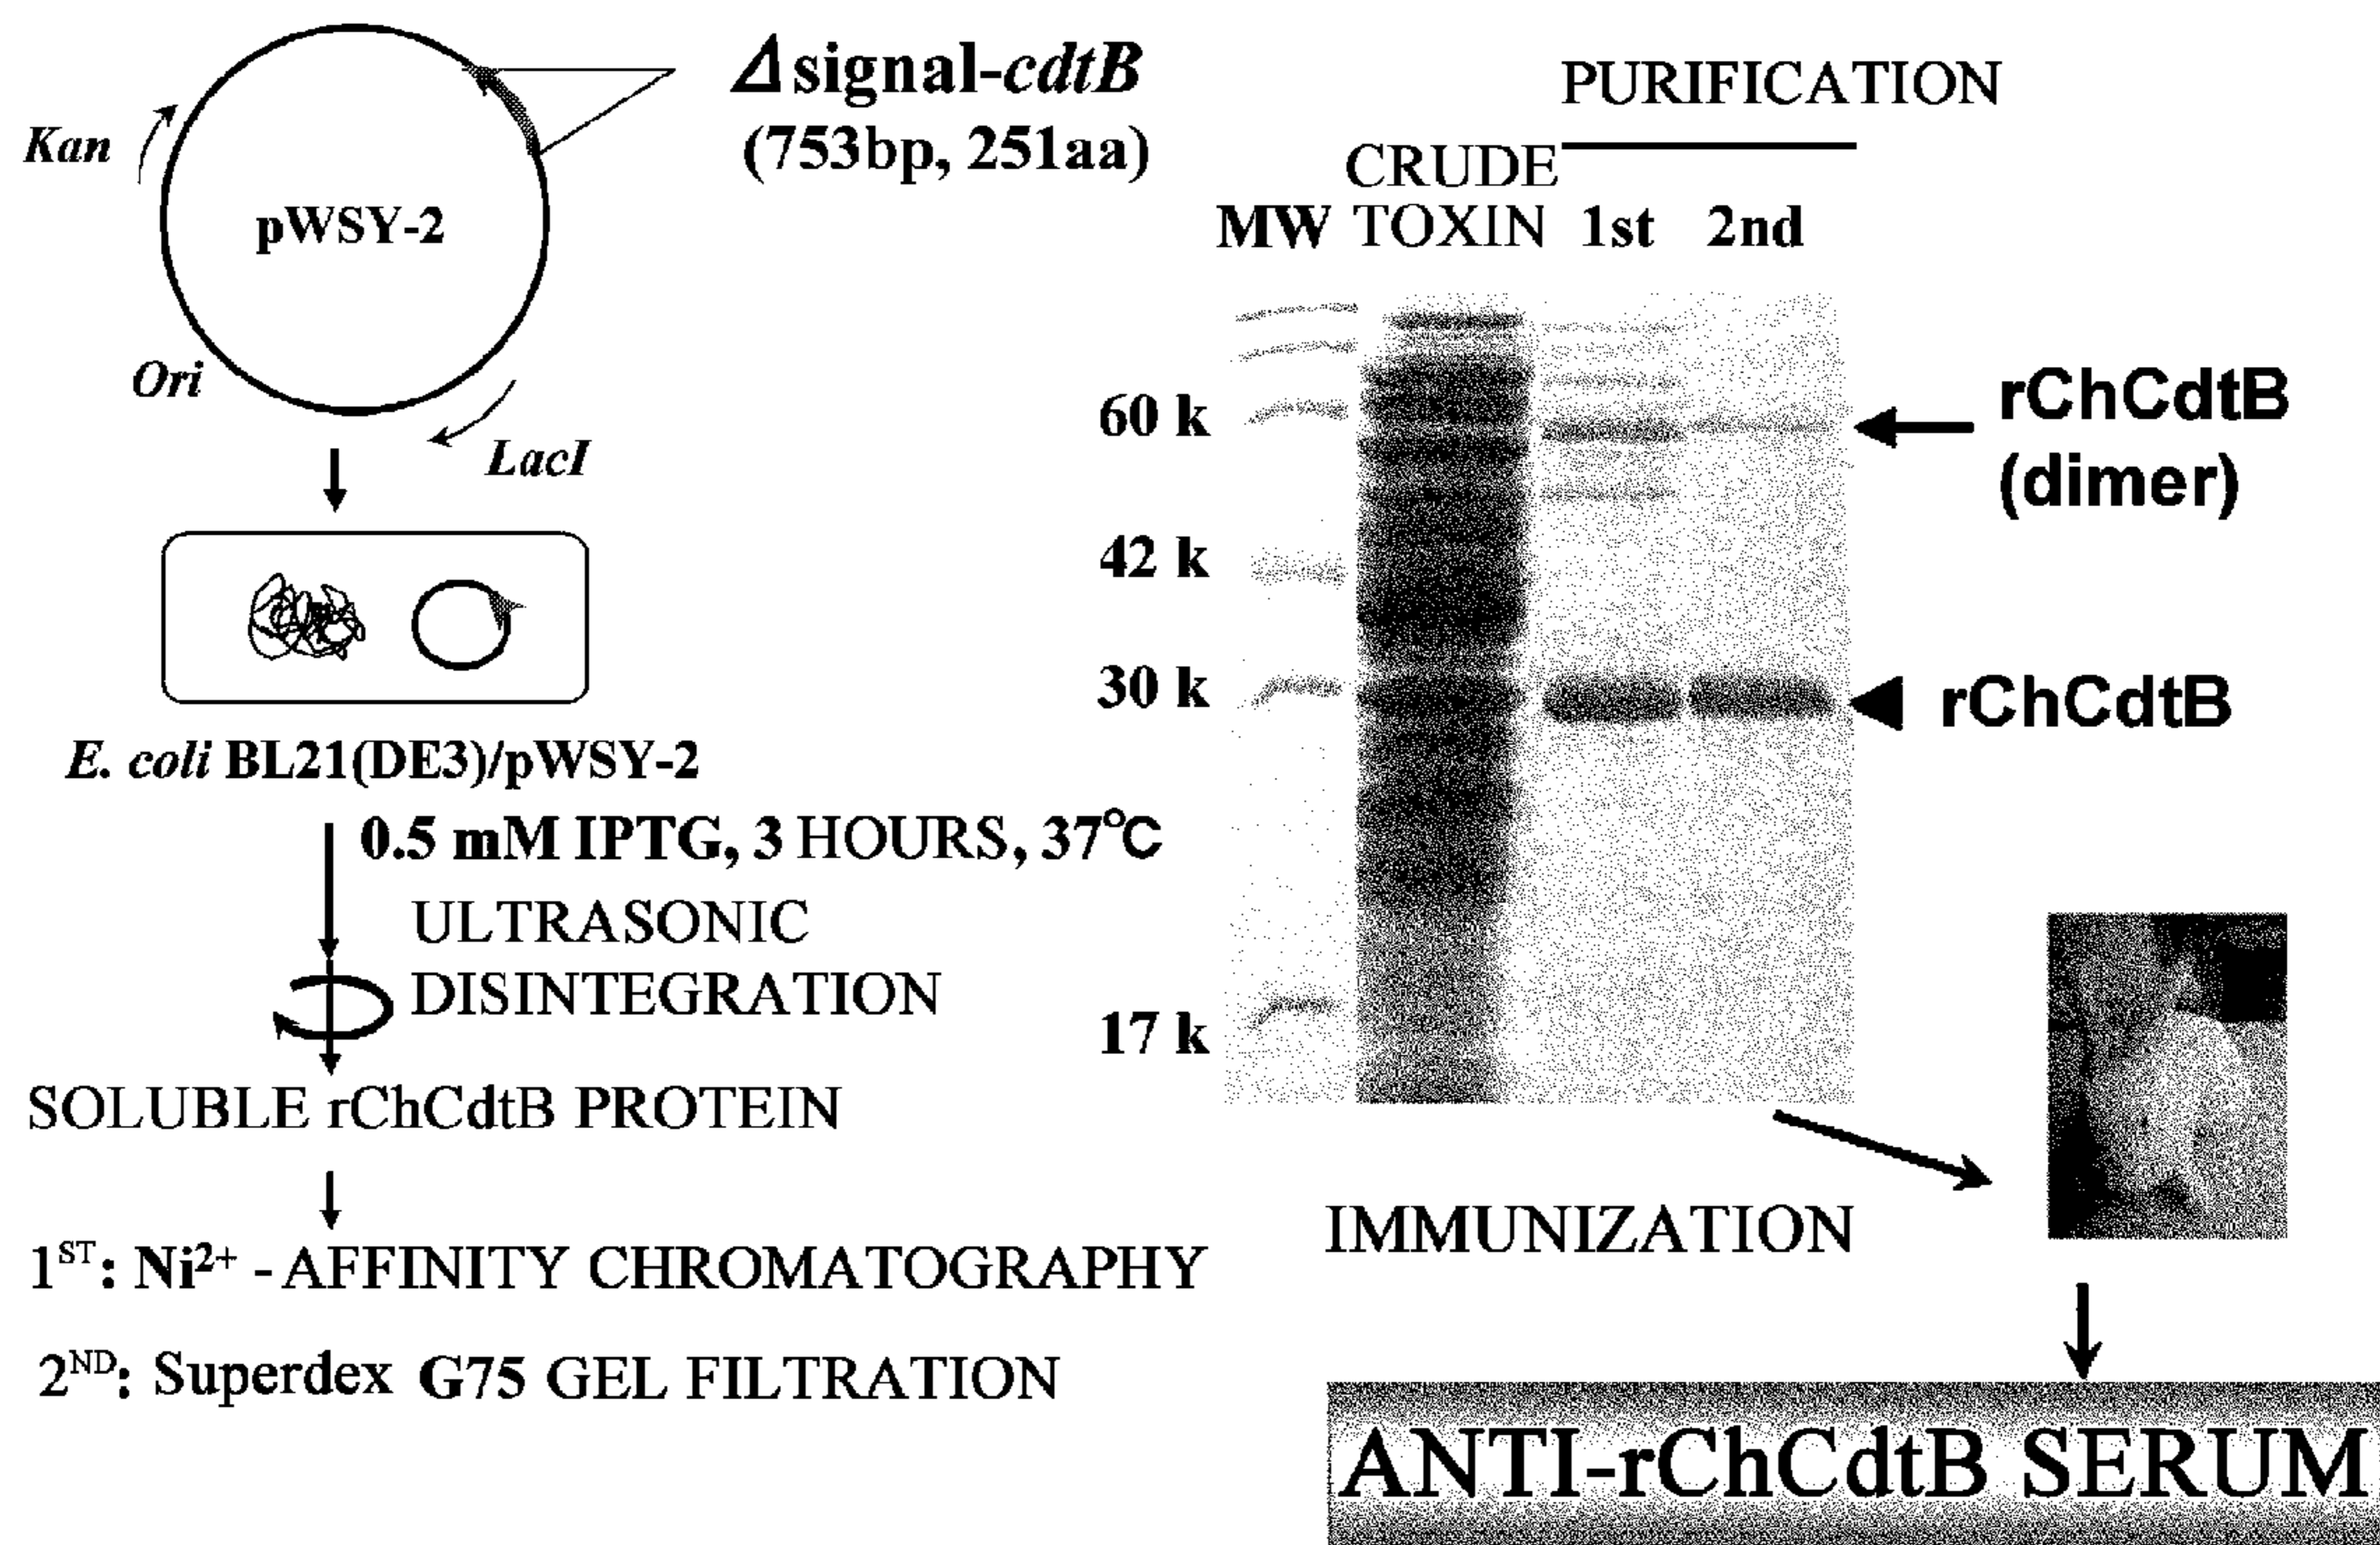 Δsignal-cdtB
(753bp, 251aa)
Kan
pWSY-2
Ori
LacI
E. coli BL21(DE3)/pWSY-2
0.5 mM IPTG, 3 HOURS, 37℃
ULTRASONIC
DISINTEGRATION
SOLUBLE rChCdtB PROTEIN
1ST: Ni2+ - AFFINITY CHROMATOGRAPHY
2ND: Superdex G75 GEL FILTRATION
PURIFICATION
CRUDE
MW TOXIN 1st 2nd
60 k
42 k
30 k
17 k
rChCdtB
(dimer)
rChCdtB
IMMUNIZATION
ANTI-rChCdtB SERUM